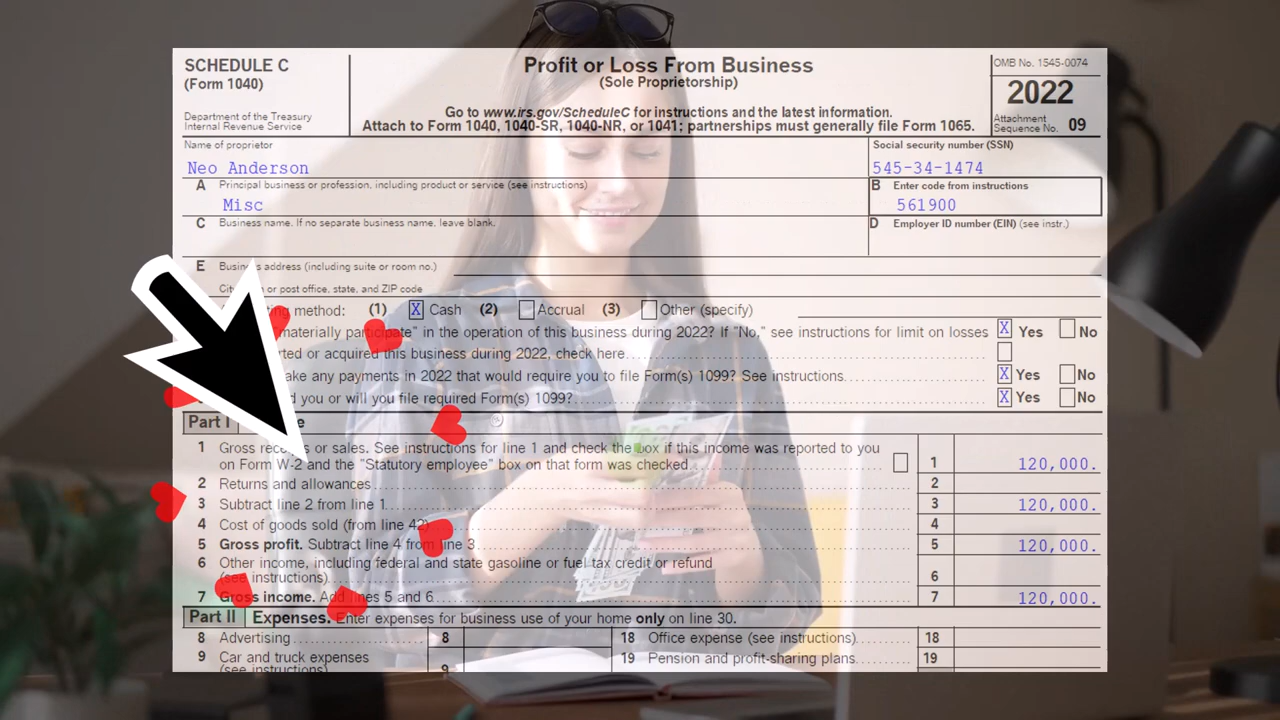 SCHEDULE C
(Form 1040)
Department of the Treasury
Internal Revenue Service
Profit or Loss From Business
(Sole Proprietorship)
Go to www.irs.gov/ScheduleC for instructions and the latest information.
Attach to Form 1040, 1040-SR, 1040-NR, or 1041; partnerships must generally file Form 1065.
OMB No. 1545-0074
2022
Attachment
Sequence No. 09
Name of proprietor
Neo Anderson
Social security number (SSN)
545-34-1474
A Principal business or profession, including product or service (see instructions)
Misc
B Enter code from instructions
561900
C Business name. If no separate business name, leave blank.
D Employer ID number (EIN) (see instr.)
E Business address (including suite or room no.)
or post office, state, and ZIP code
method: (1) X Cash (2) Accrual (3) Other (specify)
materially participate" in the operation of this business during 2022? If "No," see instructions for limit on losses X Yes No
or acquired this business during 2022, check here
any payments in 2022 that would require you to file Form(s) 1099? See instructions. X Yes No
you or will you file required Form(s) 1099? X Yes No
Part I
1 Gross or sales. See instructions for line 1 and check the box if this income was reported to you
on Form W-2 and the "Statutory employee" box on that form was checked 1 120,000.
2 Returns and allowances 2
3 Subtract line 2 from line 1 3 120,000.
4 Cost of goods sold (from line 42) 4
5 Gross profit. Subtract line 4 from line 3 5 120,000.
6 Other income, including federal and state gasoline or fuel tax credit or refund
(see instructions) 6
7 Gross income. Add lines 5 and 6 7 120,000.
Part II Expenses. Enter expenses for business use of your home only on line 30.
8 Advertising 8 18 Office expense (see instructions) 18
9 Car and truck expenses 19 Pension and profit-sharing plans 19
(see instructions) 9